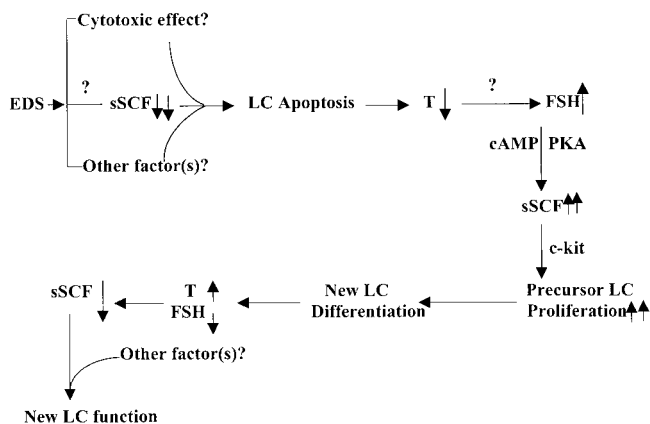 Cytotoxic effect?
EDS
?
sSCF
LC Apoptosis
T
?
FSH
Other factor(s)?
cAMP PKA
sSCF
c-kit
Precursor LC
Proliferation
New LC
Differentiation
T
FSH
sSCF
Other factor(s)?
New LC function